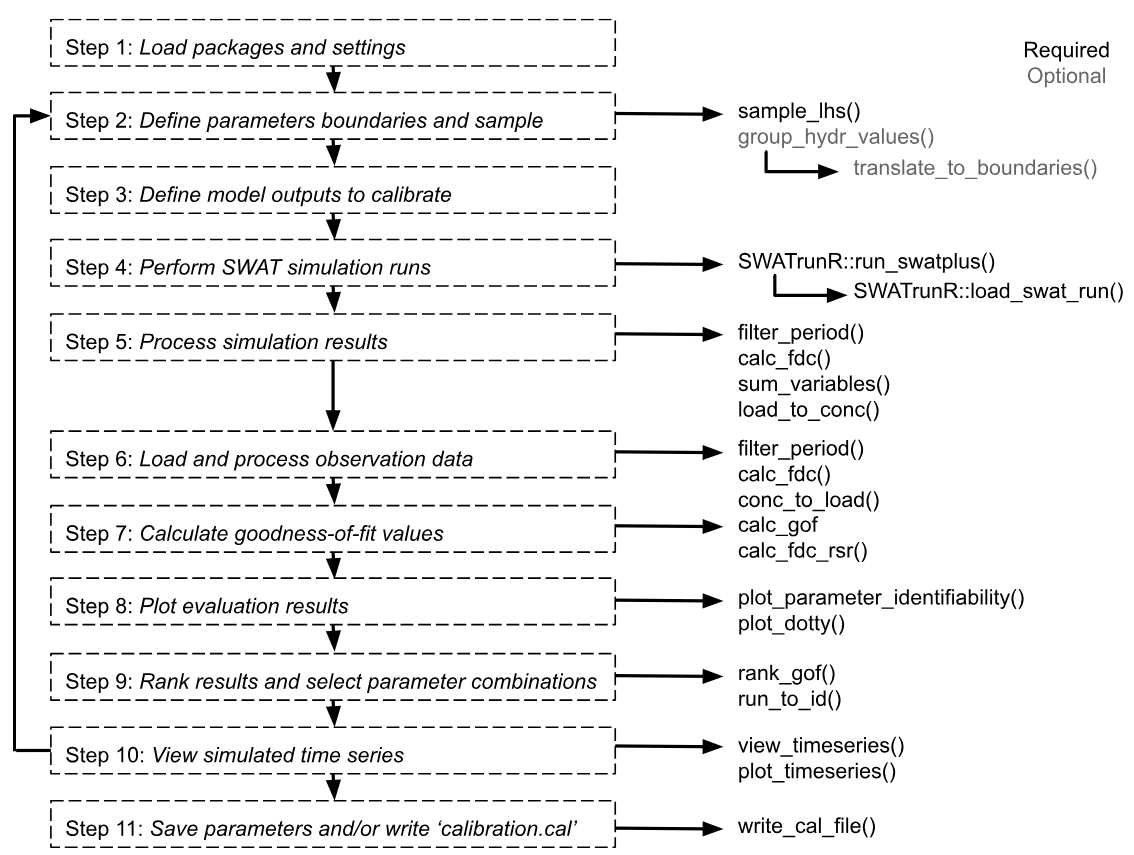 Step 1: Load packages and settings
Required
Optional
Step 2: Define parameters boundaries and sample
sample_lhs()
group_hydr_values()
translate_to_boundaries()
Step 3: Define model outputs to calibrate
Step 4: Perform SWAT simulation runs
SWATrunR::run_swatplus()
SWATrunR::load_swat_run()
Step 5: Process simulation results
filter_period()
calc_fdc()
sum_variables()
load_to_conc()
Step 6: Load and process observation data
filter_period()
calc_fdc()
conc_to_load()
Step 7: Calculate goodness-of-fit values
calc_gof
calc_fdc_rsr()
Step 8: Plot evaluation results
plot_parameter_identifiability()
plot_dotty()
Step 9: Rank results and select parameter combinations
rank_gof()
run_to_id()
Step 10: View simulated time series
view_timeseries()
plot_timeseries()
Step 11: Save parameters and/or write ‘calibration.cal’
write_cal_file()